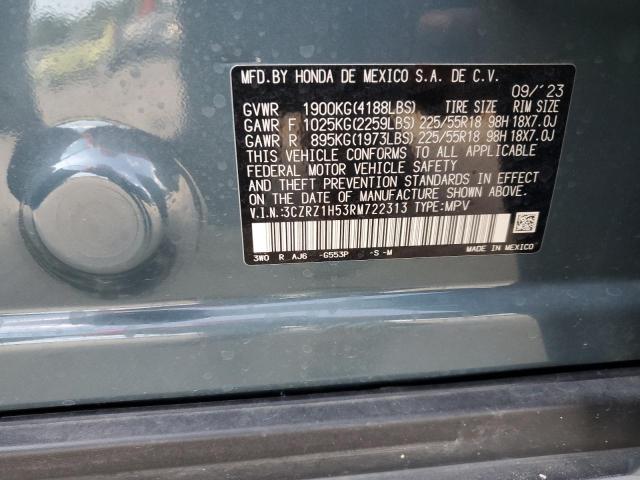 MFD.BY HONDA DE MEXICO S.A. DE C.V.
09/'23
GVWR 1900KG(4188LBS) TIRE SIZE RIM SIZE
GAWR F 1025KG(2259LBS) 225/55R18 98H 18X7.0J
GAWR R 895KG(1973LBS) 225/55R18 98H 18X7.0J
THIS VEHICLE CONFORMS TO ALL APPLICABLE
FEDERAL MOTOR VEHICLE SAFETY
AND THEFT PREVENTION STANDARDS IN EFFECT
ON THE DATE OF MANUFACTURE SHOWN ABOVE.
V.I.N.:3CZRZ1H53RM722313 TYPE:MPV
3WO R AJ6 -G553P -S -M MADE IN MEXICO